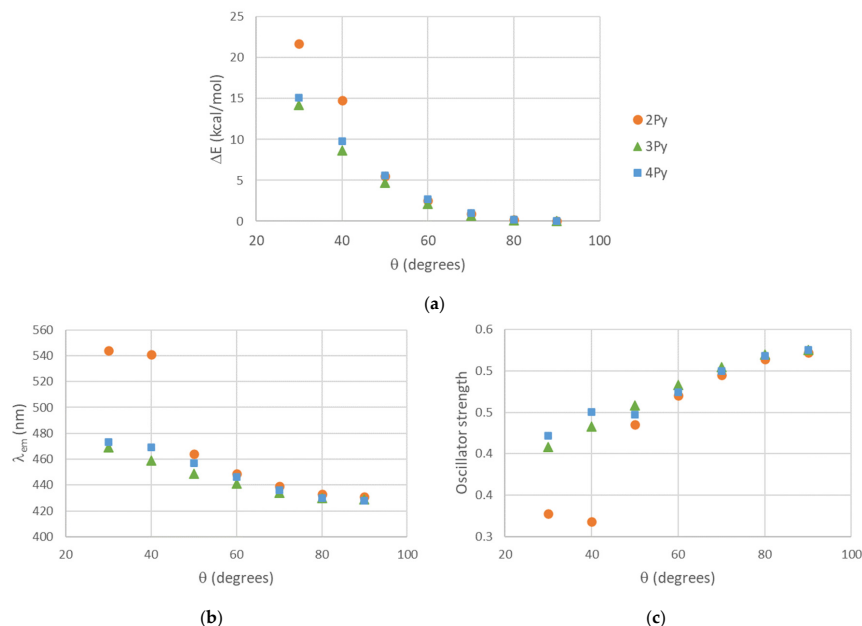 25
20
15
10
5
0
ΔE (kcal/mol)
20 40 60 80 100
θ (degrees)
2Py
3Py
4Py
(a)
560
540
520
500
480
460
440
420
400
λem (nm)
20 40 60 80 100
θ (degrees)
(b)
0.6
0.5
0.5
0.4
0.4
0.3
Oscillator strength
20 40 60 80 100
θ (degrees)
(c)